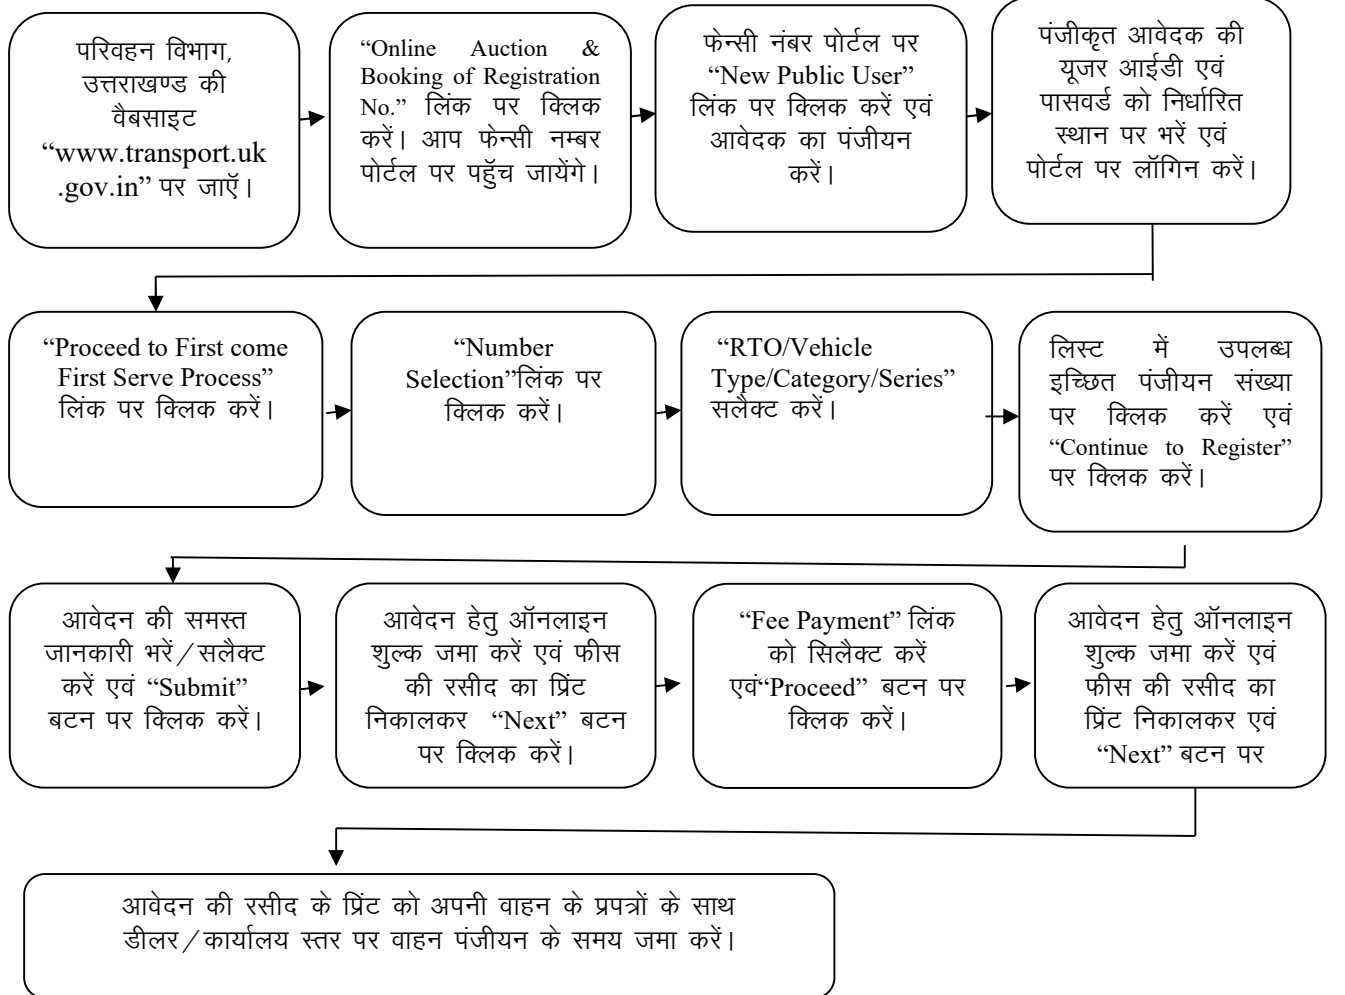 परिवहन विभाग,
उत्तराखण्ड की
वैबसाइट
“www.transport.uk
.gov.in” पर जाऍ।
“Online Auction &
Booking of Registration
No.” लिंक पर क्लिक
करें। आप फेन्सी नम्बर
पोर्टल पर पहुॅच जायेंगे।
फेन्सी नंबर पोर्टल पर
“New Public User”
लिंक पर क्लिक करें एवं
आवेदक का पंजीयन
करें।
पंजीकृत आवेदक की
यूजर आईडी एवं
पासवर्ड को निर्धारित
स्थान पर भरें एवं
पोर्टल पर लॉगिन करें।
“Proceed to First come
First Serve Process”
लिंक पर क्लिक करें।
“Number
Selection”लिंक पर
क्लिक करें।
“RTO/Vehicle
Type/Category/Series”
सलैक्ट करें।
लिस्ट में उपलब्ध
इच्छित पंजीयन संख्या
पर क्लिक करें एवं
“Continue to Register”
पर क्लिक करें।
आवेदन की समस्त
जानकारी भरें/सलैक्ट
करें एवं “Submit”
बटन पर क्लिक करें।
आवेदन हेतु ऑनलाइन
शुल्क जमा करें एवं फीस
की रसीद का प्रिंट
निकालकर “Next” बटन
पर क्लिक करें।
“Fee Payment” लिंक
को सिलैक्ट करें
एवं“Proceed” बटन पर
क्लिक करें।
आवेदन हेतु ऑनलाइन
शुल्क जमा करें एवं
फीस की रसीद का
प्रिंट निकालकर एवं
“Next” बटन पर
आवेदन की रसीद के प्रिंट को अपनी वाहन के प्रपत्रों के साथ
डीलर/कार्यालय स्तर पर वाहन पंजीयन के समय जमा करें।